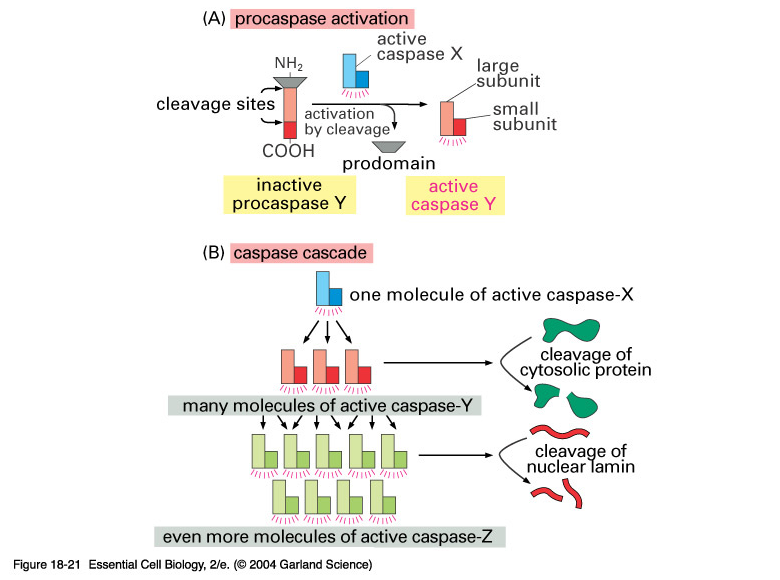 (A) procaspase activation
active
caspase X
NH₂
large
subunit
cleavage sites
activation
by cleavage
small
subunit
COOH
prodomain
inactive
procaspase Y
active
caspase Y
(B) caspase cascade
one molecule of active caspase-X
cleavage of
cytosolic protein
many molecules of active caspase-Y
cleavage of
nuclear lamin
even more molecules of active caspase-Z
Figure 18-21 Essential Cell Biology, 2/e. (© 2004 Garland Science)